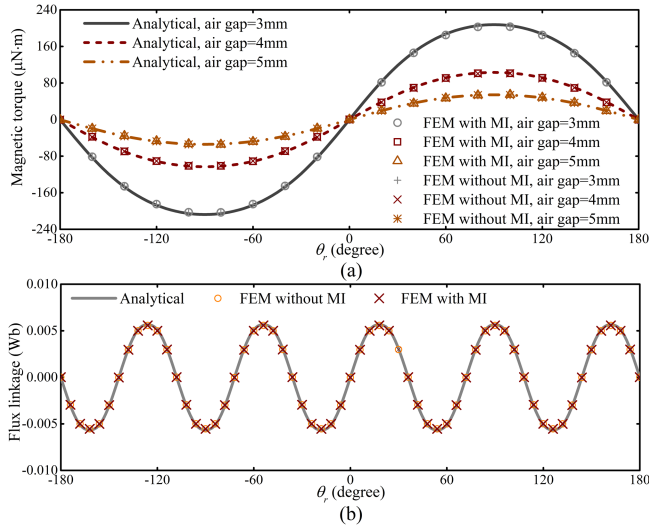 240
160
80
0
-80
-160
-240
Magnetic torque (μN·m)
Analytical, air gap=3mm
Analytical, air gap=4mm
Analytical, air gap=5mm
FEM with MI, air gap=3mm
FEM with MI, air gap=4mm
FEM with MI, air gap=5mm
FEM without MI, air gap=3mm
FEM without MI, air gap=4mm
FEM without MI, air gap=5mm
-180 -120 -60 0 60 120 180
θr (degree)
(a)
0.010
0.005
0.000
-0.005
-0.010
Flux linkage (Wb)
Analytical FEM without MI FEM with MI
-180 -120 -60 0 60 120 180
θr (degree)
(b)